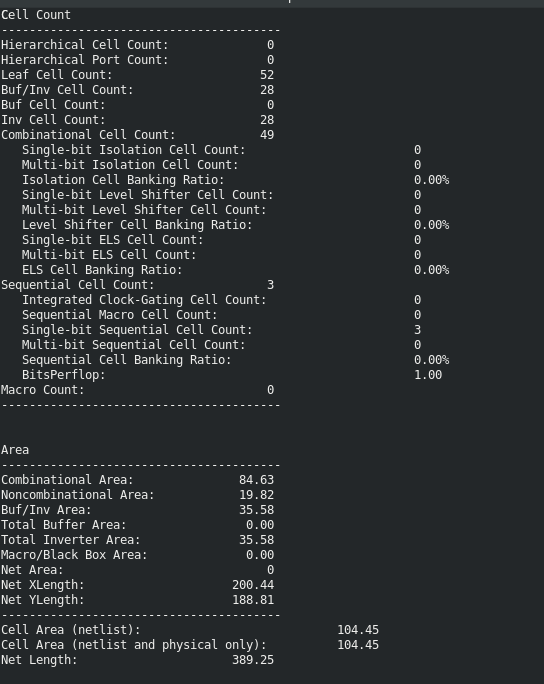 Cell Count
----------------------------------------
Hierarchical Cell Count:              0
Hierarchical Port Count:              0
Leaf Cell Count:                     52
Buf/Inv Cell Count:                  28
Buf Cell Count:                       0
Inv Cell Count:                      28
Combinational Cell Count:            49
   Single-bit Isolation Cell Count:                        0
   Multi-bit Isolation Cell Count:                         0
   Isolation Cell Banking Ratio:                           0.00%
   Single-bit Level Shifter Cell Count:                    0
   Multi-bit Level Shifter Cell Count:                     0
   Level Shifter Cell Banking Ratio:                       0.00%
   Single-bit ELS Cell Count:                              0
   Multi-bit ELS Cell Count:                               0
   ELS Cell Banking Ratio:                                 0.00%
Sequential Cell Count:                3
   Integrated Clock-Gating Cell Count:                     0
   Sequential Macro Cell Count:                            0
   Single-bit Sequential Cell Count:                       3
   Multi-bit Sequential Cell Count:                        0
   Sequential Cell Banking Ratio:                          0.00%
   BitsPerflop:                                            1.00
Macro Count:                          0
----------------------------------------
Area
----------------------------------------
Combinational Area:               84.63
Noncombinational Area:            19.82
Buf/Inv Area:                     35.58
Total Buffer Area:                 0.00
Total Inverter Area:              35.58
Macro/Black Box Area:              0.00
Net Area:                             0
Net XLength:                     200.44
Net YLength:                     188.81
----------------------------------------
Cell Area (netlist):                            104.45
Cell Area (netlist and physical only):          104.45
Net Length:                      389.25